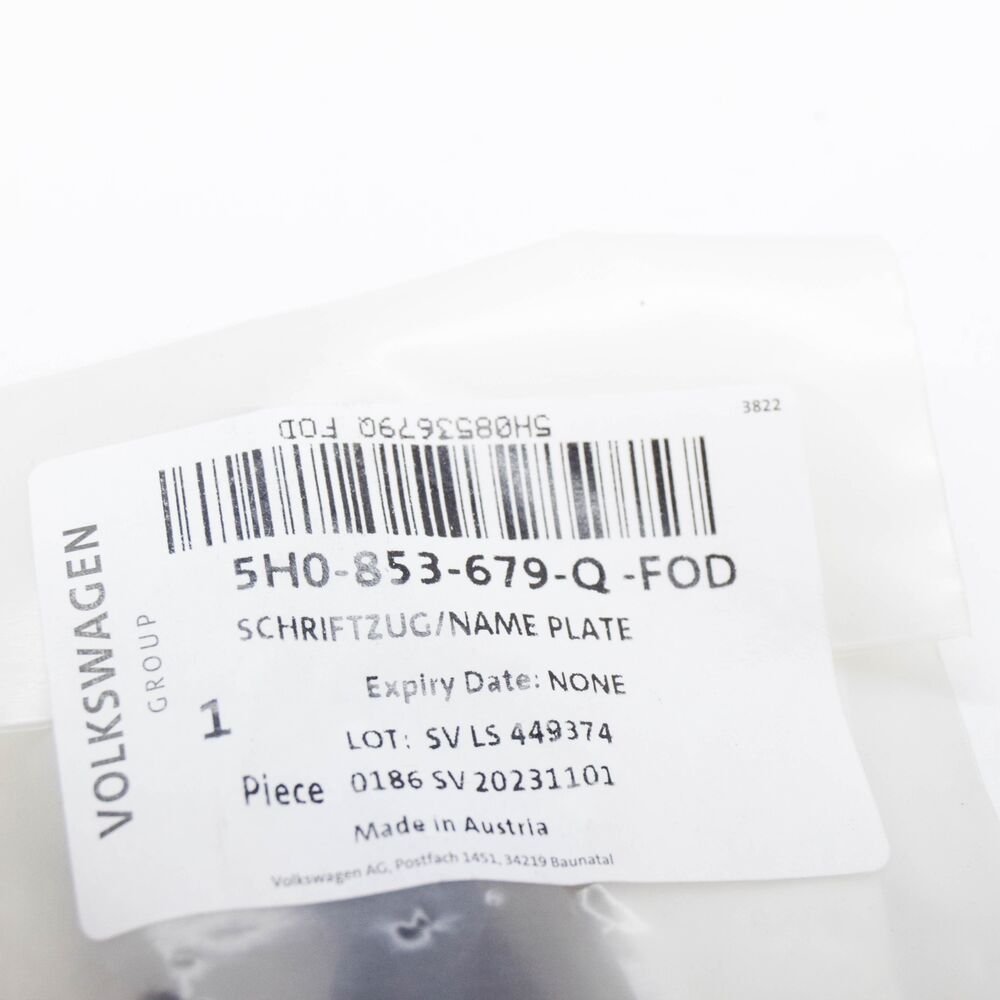 3822
5H0853679Q FOD
5H0-853-679-Q -FOD
SCHRIFTZUG/NAME PLATE
Expiry Date: NONE
1
LOT: SV LS 449374
Piece 0186 SV 20231101
Made in Austria
Volkswagen AG, Postfach 1451, 34219 Baunatal
VOLKSWAGEN
GROUP